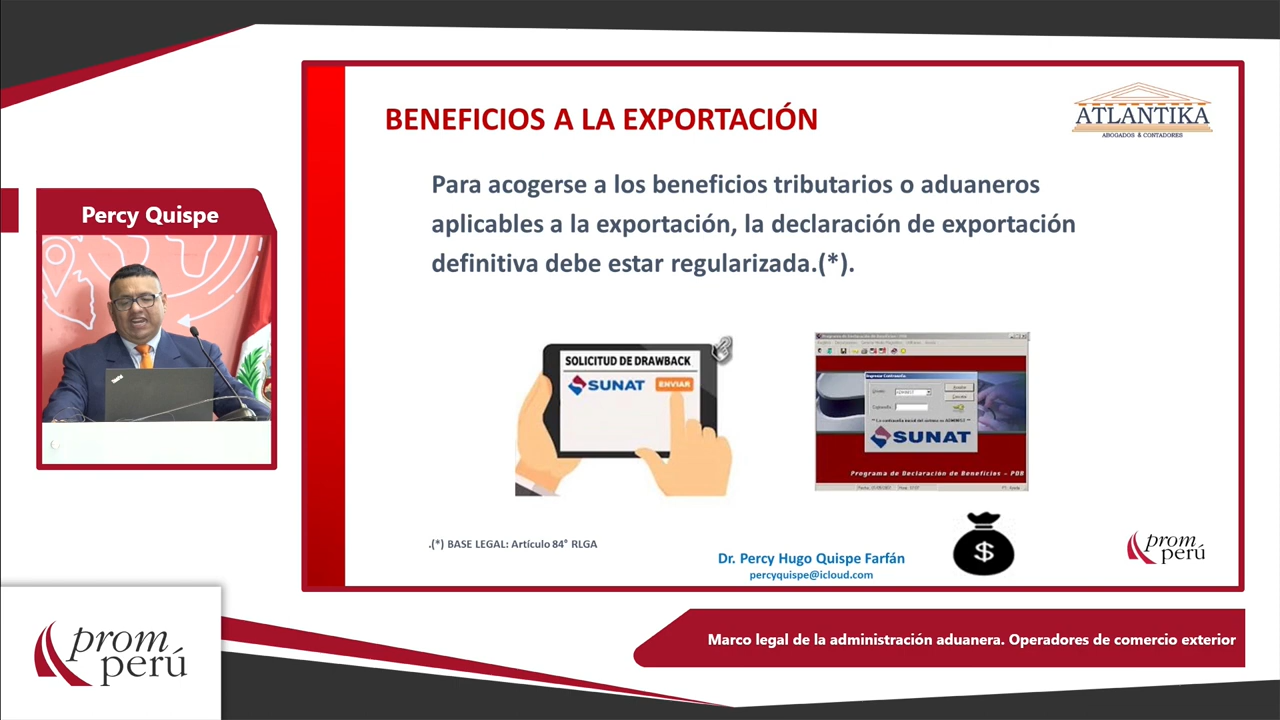 Percy Quispe
BENEFICIOS A LA EXPORTACIÓN
ATLANTIKA
ABOGADOS & CONTADORES
Para acogerse a los beneficios tributarios o aduaneros
aplicables a la exportación, la declaración de exportación
definitiva debe estar regularizada.(*).
SOLICITUD DE DRAWBACK
SUNAT
ENVIAR
SUNAT
Programa de Declaración de Beneficios - PDB
.(*) BASE LEGAL: Artículo 84° RLGA
Dr. Percy Hugo Quispe Farfán
percyquispe@icloud.com
$
prom
perú
prom
perú
Marco legal de la administración aduanera. Operadores de comercio exterior